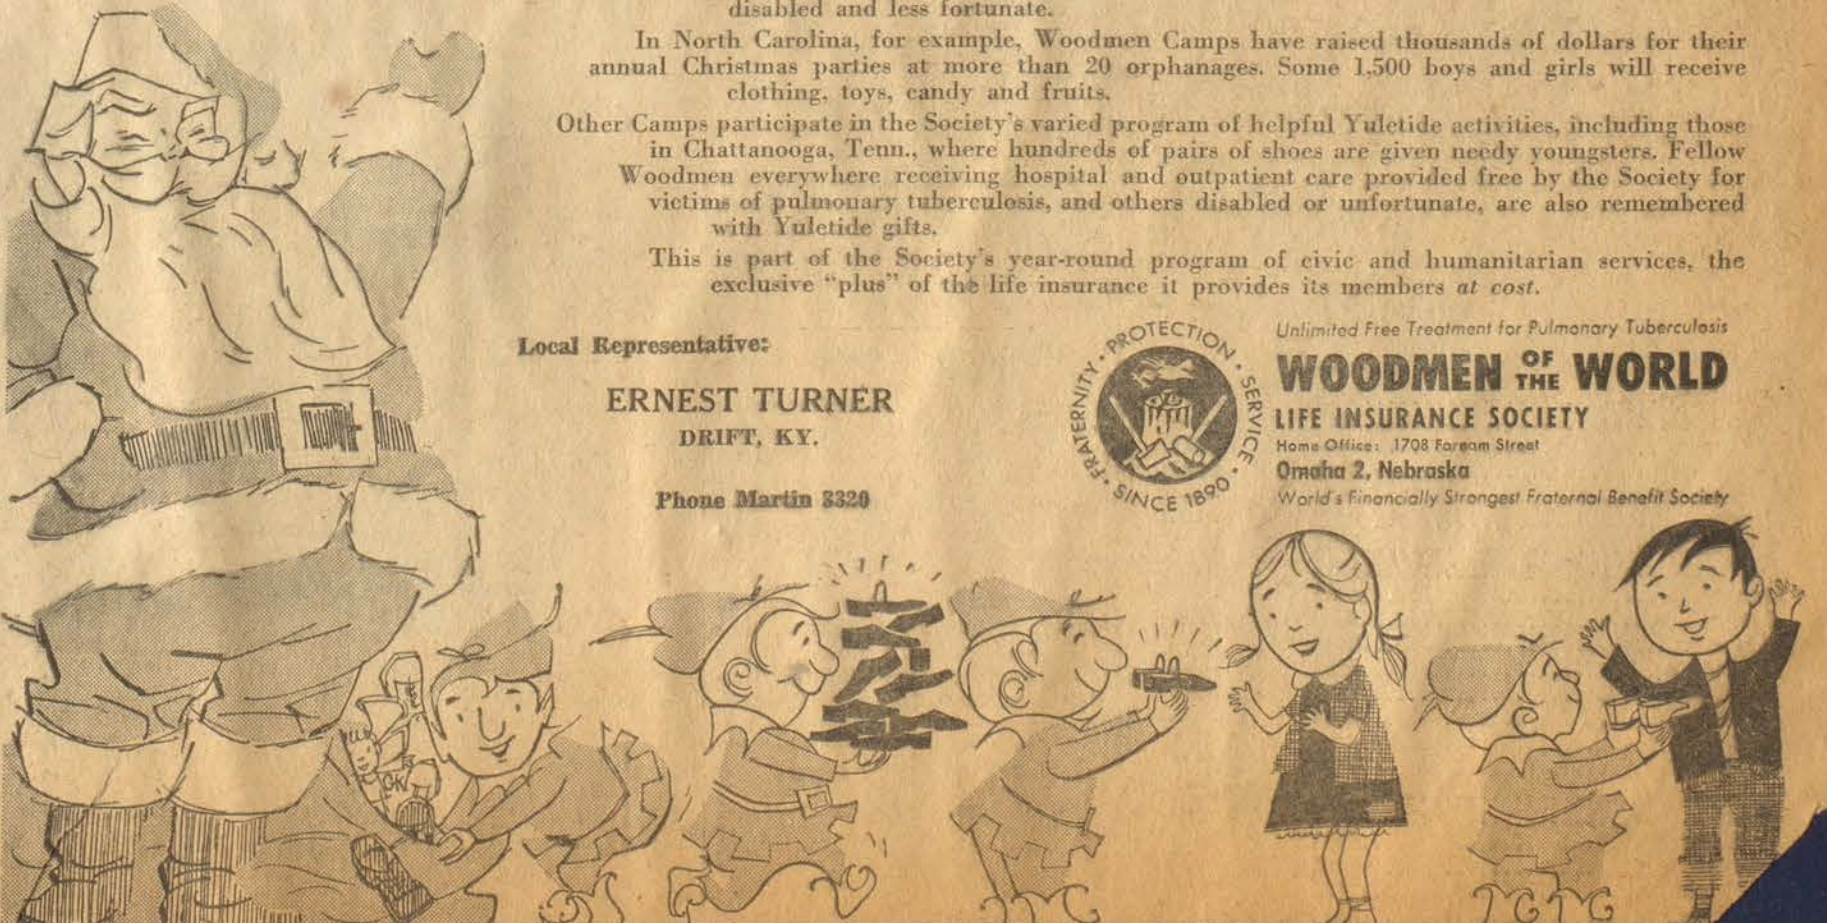 disabled and less fortunate.
In North Carolina, for example, Woodmen Camps have raised thousands of dollars for their
annual Christmas parties at more than 20 orphanages. Some 1,500 boys and girls will receive
clothing, toys, candy and fruits.
Other Camps participate in the Society's varied program of helpful Yuletide activities, including those
in Chattanooga, Tenn., where hundreds of pairs of shoes are given needy youngsters. Fellow
Woodmen everywhere receiving hospital and outpatient care provided free by the Society for
victims of pulmonary tuberculosis, and others disabled or unfortunate, are also remembered
with Yuletide gifts.
This is part of the Society's year-round program of civic and humanitarian services, the
exclusive "plus" of the life insurance it provides its members at cost.
Local Representative:
ERNEST TURNER
DRIFT, KY.
Phone Martin 3320
FRATERNITY · PROTECTION · SERVICE ·
· SINCE 1890 ·
Unlimited Free Treatment for Pulmonary Tuberculosis
WOODMEN OF THE WORLD
LIFE INSURANCE SOCIETY
Home Office: 1708 Farnam Street
Omaha 2, Nebraska
World's Financially Strongest Fraternal Benefit Society